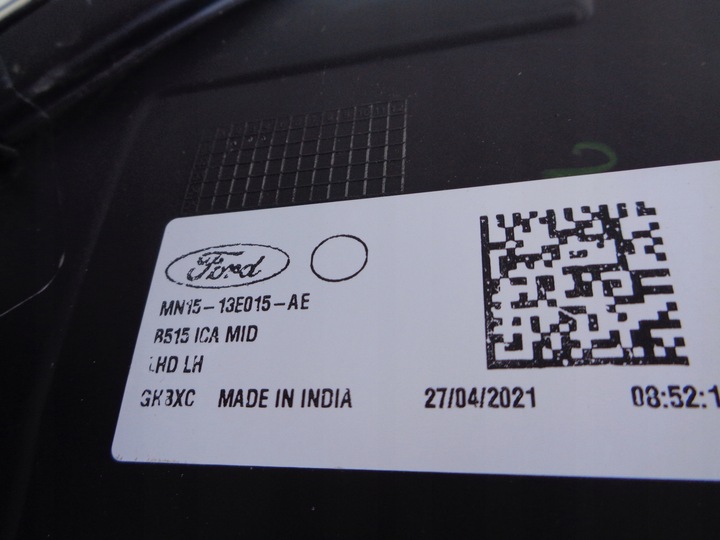 Ford
MN15-13E015-AE
B515 ICA MID
LHD LH
GK3XC MADE IN INDIA 27/04/2021 08:52:1